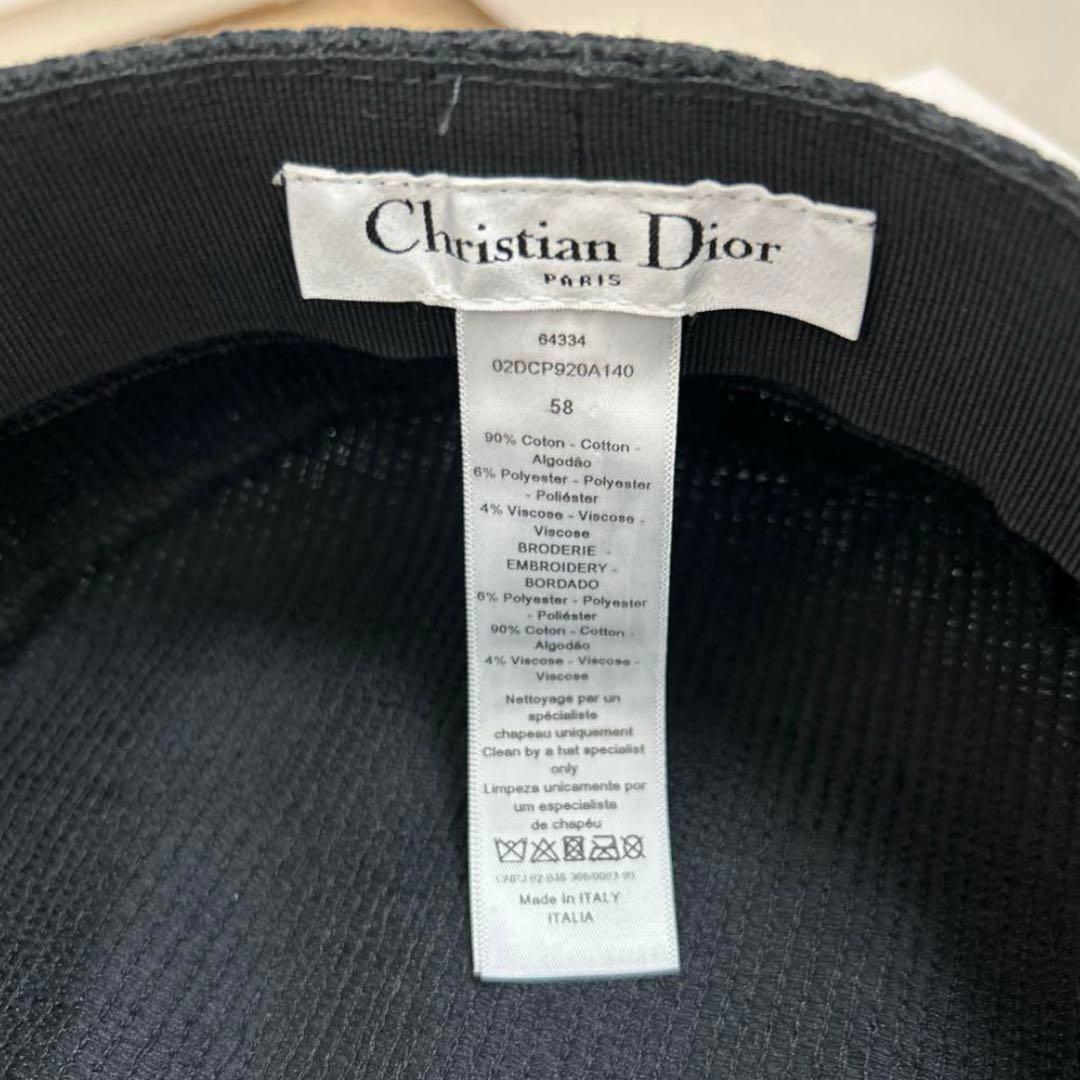 Christian Dior
PARIS
64334
02DCP920A140
58
90% Coton - Cotton -
Algodão
6% Polyester - Polyester
- Poliéster
4% Viscose - Viscose -
Viscose
BRODERIE -
EMBROIDERY -
BORDADO
6% Polyester - Polyester
- Poliéster
90% Coton - Cotton -
Algodão
4% Viscose - Viscose -
Viscose
Nettoyage par un
spécialiste
chapeau uniquement
Clean by a hat specialist
only
Limpeza unicamente por
um especialista
de chapéu
Made in ITALY
ITALIA